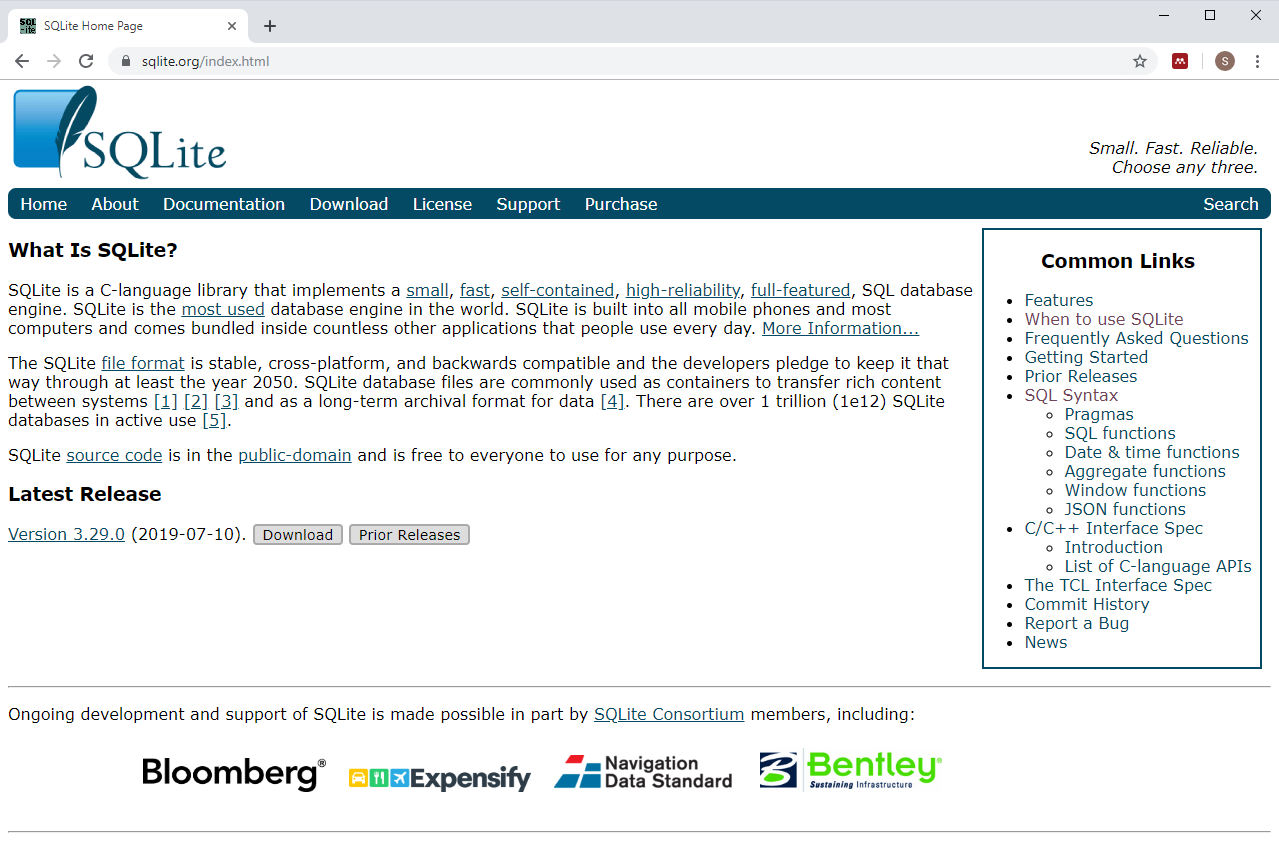 SQLite Home Page
sqlite.org/index.html
S
SQLite
Small. Fast. Reliable.
Choose any three.
Home About Documentation Download License Support Purchase Search
What Is SQLite?
SQLite is a C-language library that implements a small, fast, self-contained, high-reliability, full-featured, SQL database
engine. SQLite is the most used database engine in the world. SQLite is built into all mobile phones and most
computers and comes bundled inside countless other applications that people use every day. More Information...
The SQLite file format is stable, cross-platform, and backwards compatible and the developers pledge to keep it that
way through at least the year 2050. SQLite database files are commonly used as containers to transfer rich content
between systems [1] [2] [3] and as a long-term archival format for data [4]. There are over 1 trillion (1e12) SQLite
databases in active use [5].
SQLite source code is in the public-domain and is free to everyone to use for any purpose.
Latest Release
Version 3.29.0 (2019-07-10). Download Prior Releases
Common Links
Features
When to use SQLite
Frequently Asked Questions
Getting Started
Prior Releases
SQL Syntax
Pragmas
SQL functions
Date & time functions
Aggregate functions
Window functions
JSON functions
C/C++ Interface Spec
Introduction
List of C-language APIs
The TCL Interface Spec
Commit History
Report a Bug
News
Ongoing development and support of SQLite is made possible in part by SQLite Consortium members, including:
Bloomberg®
Expensify
Navigation
Data Standard
Bentley®
Sustaining Infrastructure